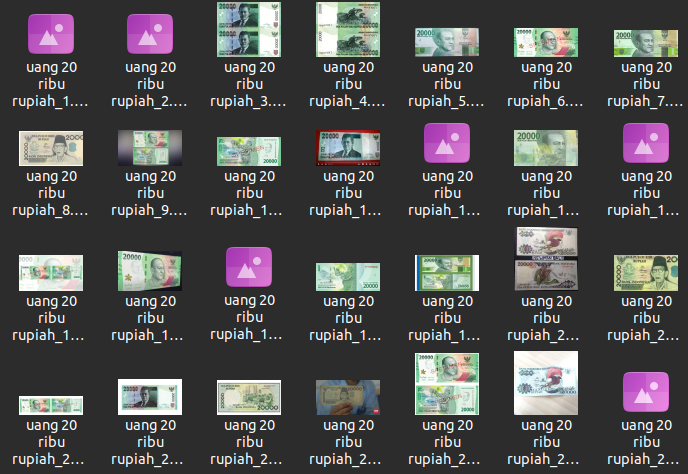 uang 20 uang 20 uang 20 uang 20 uang 20 uang 20 uang 20
ribu ribu ribu ribu ribu ribu ribu
rupiah_1.… rupiah_2.… rupiah_3.… rupiah_4.… rupiah_5.… rupiah_6.… rupiah_7.…
uang 20 uang 20 uang 20 uang 20 uang 20 uang 20 uang 20
ribu ribu ribu ribu ribu ribu ribu
rupiah_8.… rupiah_9.… rupiah_1… rupiah_1… rupiah_1… rupiah_1… rupiah_1…
uang 20 uang 20 uang 20 uang 20 uang 20 uang 20 uang 20
ribu ribu ribu ribu ribu ribu ribu
rupiah_1… rupiah_1… rupiah_1… rupiah_1… rupiah_1… rupiah_2… rupiah_2…
uang 20 uang 20 uang 20 uang 20 uang 20 uang 20 uang 20
ribu ribu ribu ribu ribu ribu ribu
rupiah_2… rupiah_2… rupiah_2… rupiah_2… rupiah_2… rupiah_2… rupiah_2…